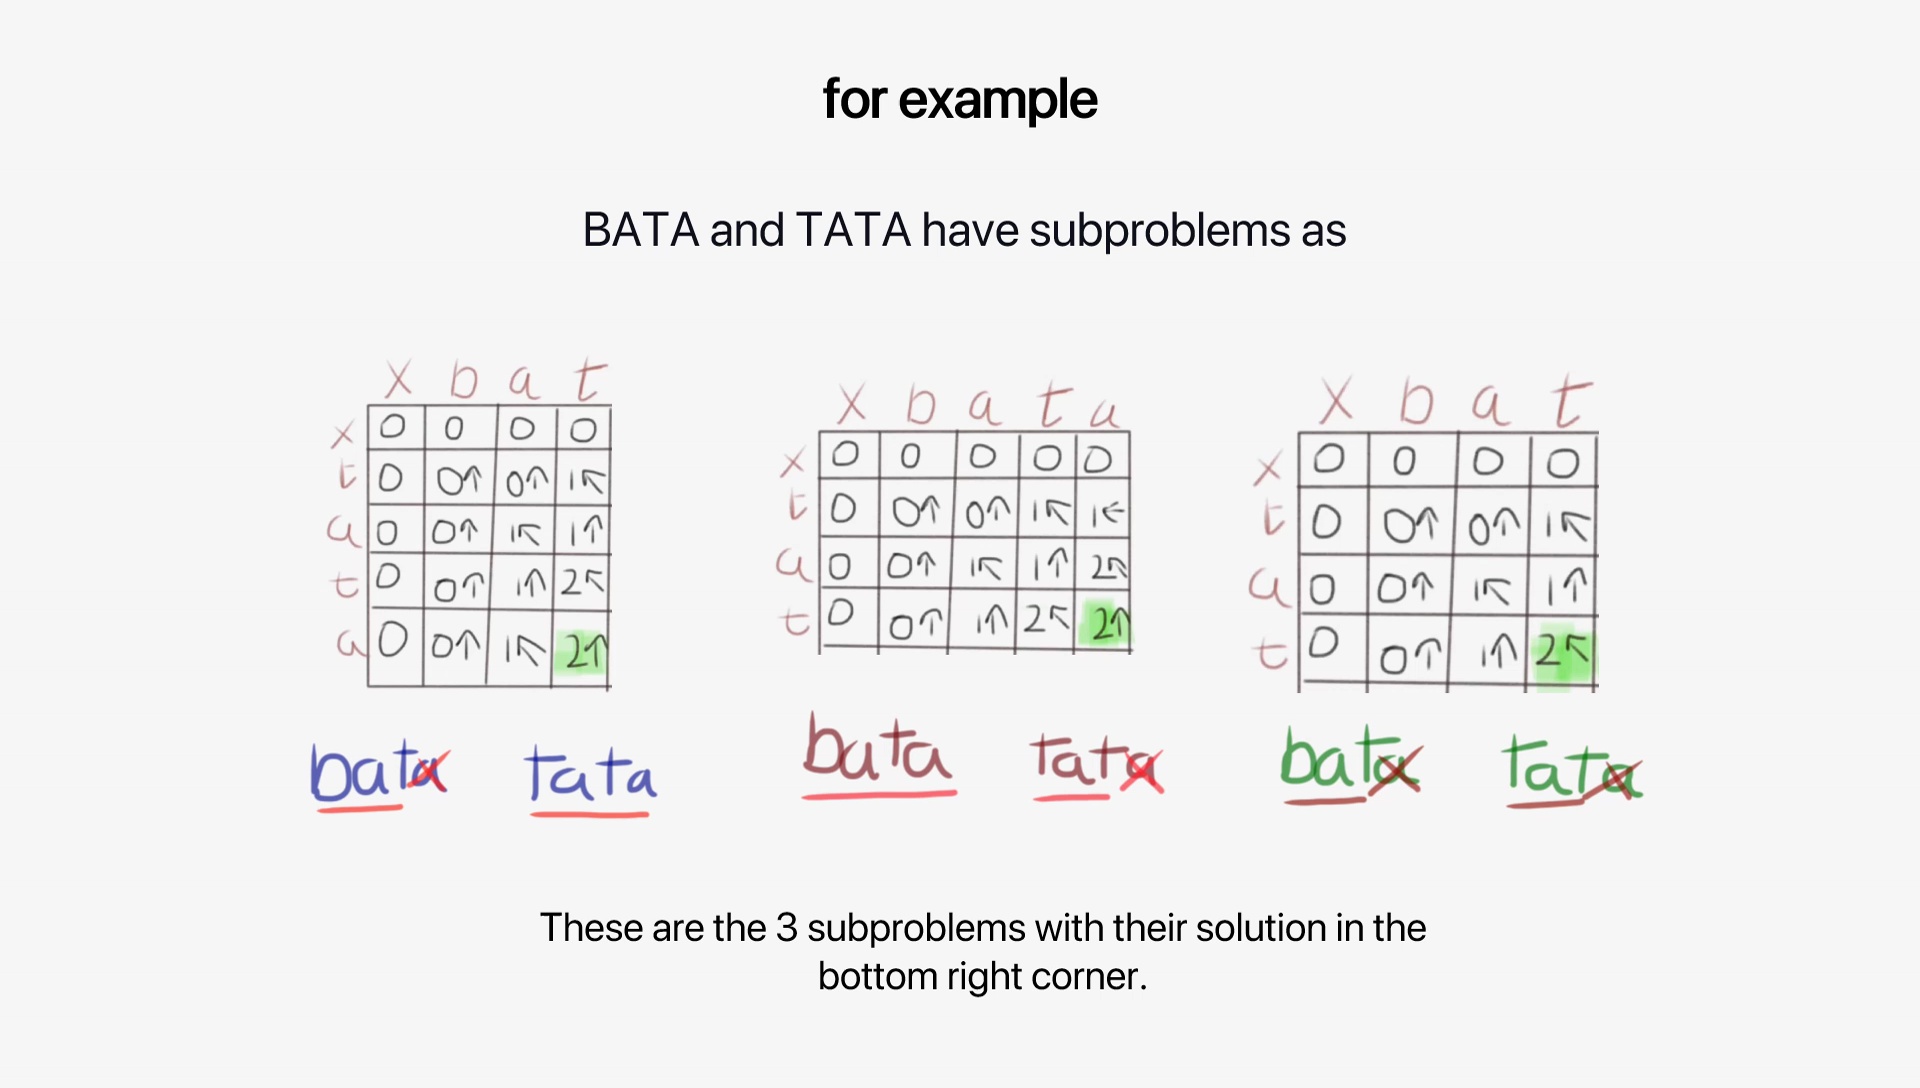 for example
BATA and TATA have subproblems as
x b a t
x 0 0 0 0
t 0 0↑ 0↑ 1↖
a 0 0↑ 1↖ 1↑
t 0 0↑ 1↑ 2↖
a 0 0↑ 1↖ 2↑
bata tata
x b a t a
x 0 0 0 0 0
t 0 0↑ 0↑ 1↖ 1←
a 0 0↑ 1↖ 1↑ 2↖
t 0 0↑ 1↑ 2↖ 2↑
bata tata
x b a t
x 0 0 0 0
t 0 0↑ 0↑ 1↖
a 0 0↑ 1↖ 1↑
t 0 0↑ 1↑ 2↖
bata tata
These are the 3 subproblems with their solution in the
bottom right corner.